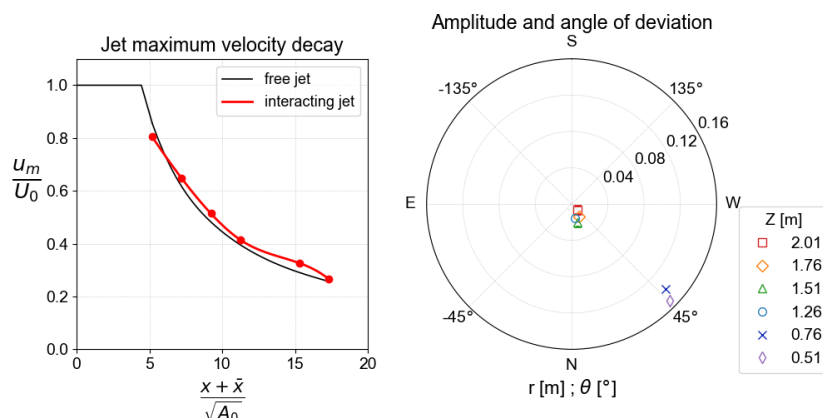 Jet maximum velocity decay
free jet
interacting jet
1.0
0.8
0.6
0.4
0.2
0.0
u_m
U_0
0
5
10
15
20
x + x̄
√A_0
Amplitude and angle of deviation
S
-135°
135°
0.16
0.12
0.08
0.04
E
W
-45°
45°
N
r [m] ; θ [°]
Z [m]
2.01
1.76
1.51
1.26
0.76
0.51